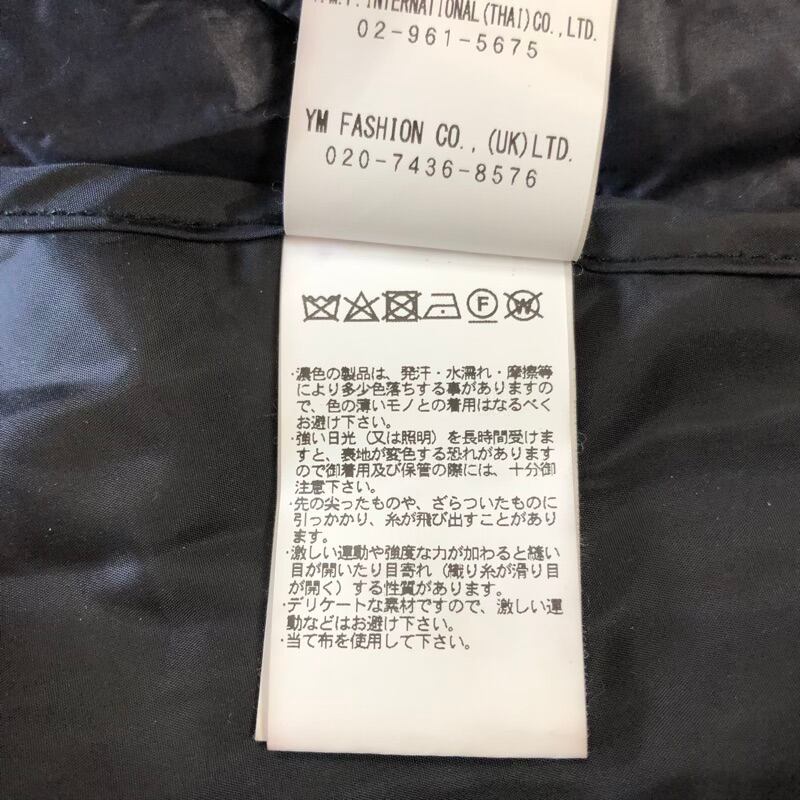 INTERNATIONAL(THAI)CO.,LTD.
02-961-5675
YM FASHION CO., (UK)LTD.
020-7436-8576
F W
・濃色の製品は、発汗・水濡れ・摩擦等
により多少色落ちする事がありますの
で、色の薄いモノとの着用はなるべく
お避け下さい。
・強い日光（又は照明）を長時間受けま
すと、表地が変色する恐れがあります
ので御着用及び保管の際には、十分御
注意下さい。
・先の尖ったものや、ざらついたものに
引っかかり、糸が飛び出すことがあり
ます。
・激しい運動や強度な力が加わると縫い
目が開いたり目寄れ（織り糸が滑り目
が開く）する性質があります。
・デリケートな素材ですので、激しい運
動などはお避け下さい。
・当て布を使用して下さい。